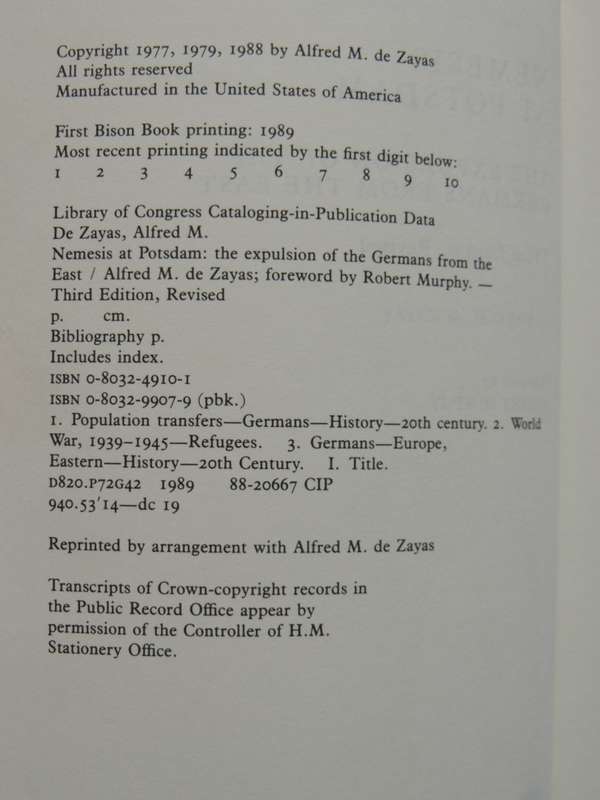 Copyright 1977, 1979, 1988 by Alfred M. de Zayas
All rights reserved
Manufactured in the United States of America
First Bison Book printing: 1989
Most recent printing indicated by the first digit below:
1 2 3 4 5 6 7 8 9 10
Library of Congress Cataloging-in-Publication Data
De Zayas, Alfred M.
Nemesis at Potsdam: the expulsion of the Germans from the
East / Alfred M. de Zayas; foreword by Robert Murphy. —
Third Edition, Revised
p. cm.
Bibliography p.
Includes index.
ISBN 0-8032-4910-1
ISBN 0-8032-9907-9 (pbk.)
1. Population transfers—Germans—History—20th century. 2. World
War, 1939–1945—Refugees. 3. Germans—Europe,
Eastern—History—20th Century. I. Title.
D820.P72G42 1989 88-20667 CIP
940.53'14—dc 19
Reprinted by arrangement with Alfred M. de Zayas
Transcripts of Crown-copyright records in
the Public Record Office appear by
permission of the Controller of H.M.
Stationery Office.